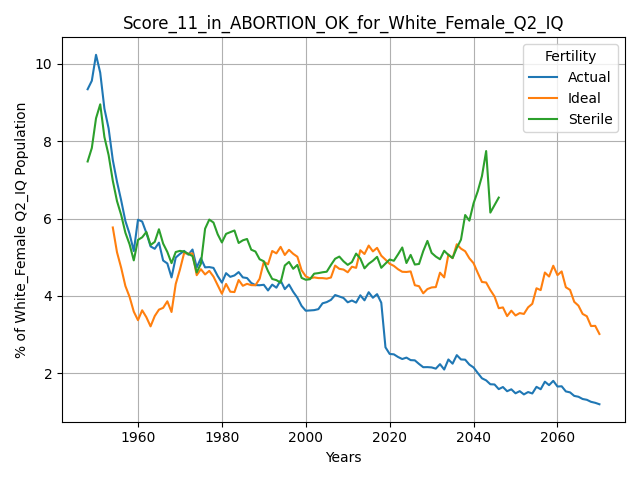 Score_11_in_ABORTION_OK_for_White_Female_Q2_IQ
% of White_Female Q2_IQ Population
10
8
6
4
2
Fertility
Actual
Ideal
Sterile
1960
1980
2000
2020
2040
2060
Years